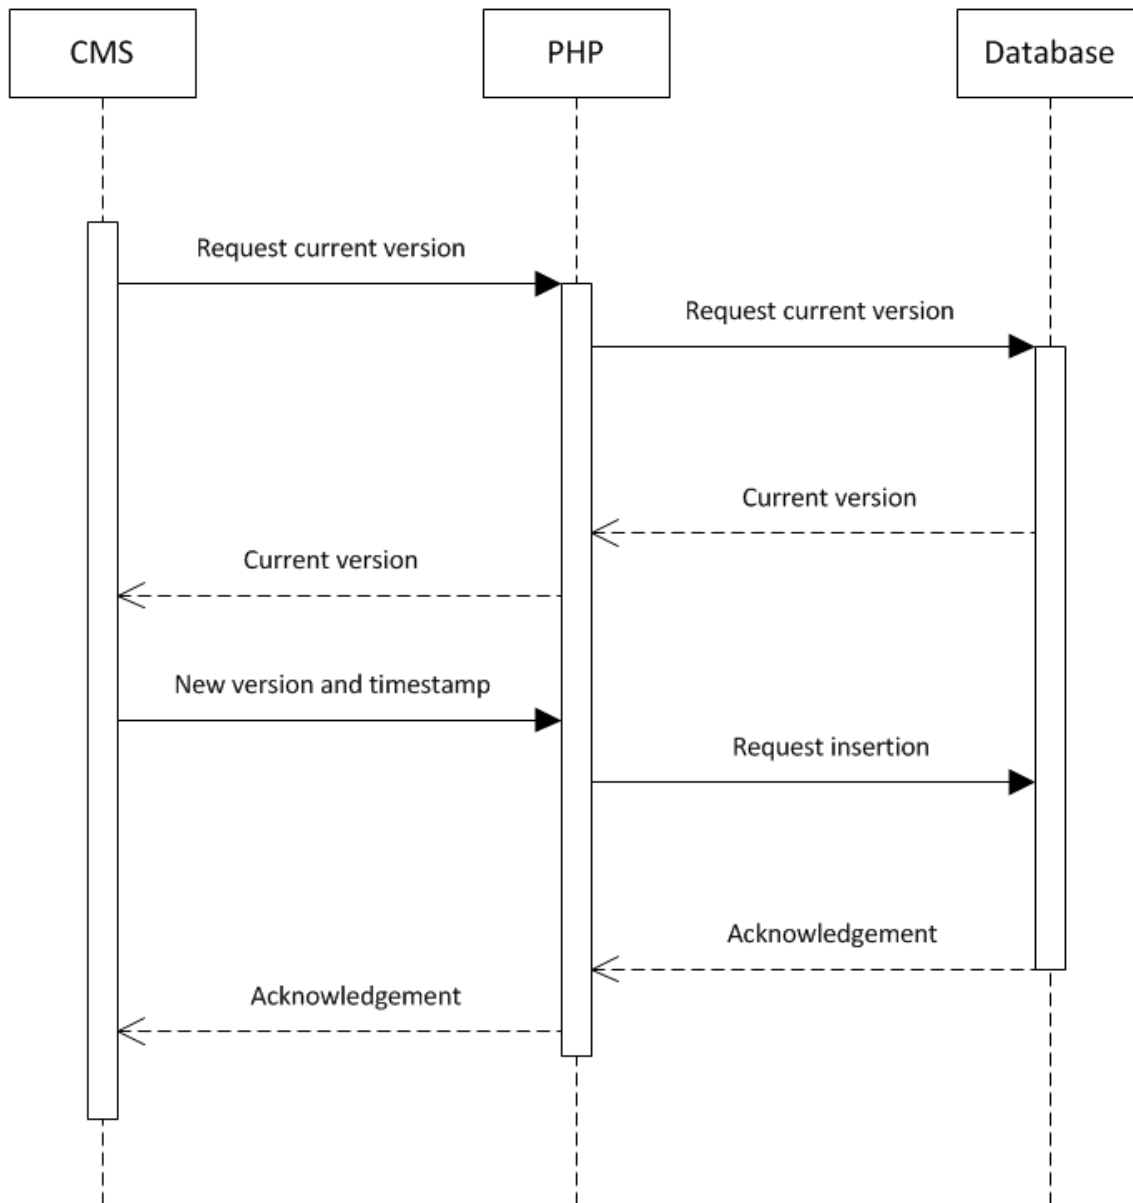 CMS
PHP
Database
Request current version
Request current version
Current version
Current version
New version and timestamp
Request insertion
Acknowledgement
Acknowledgement